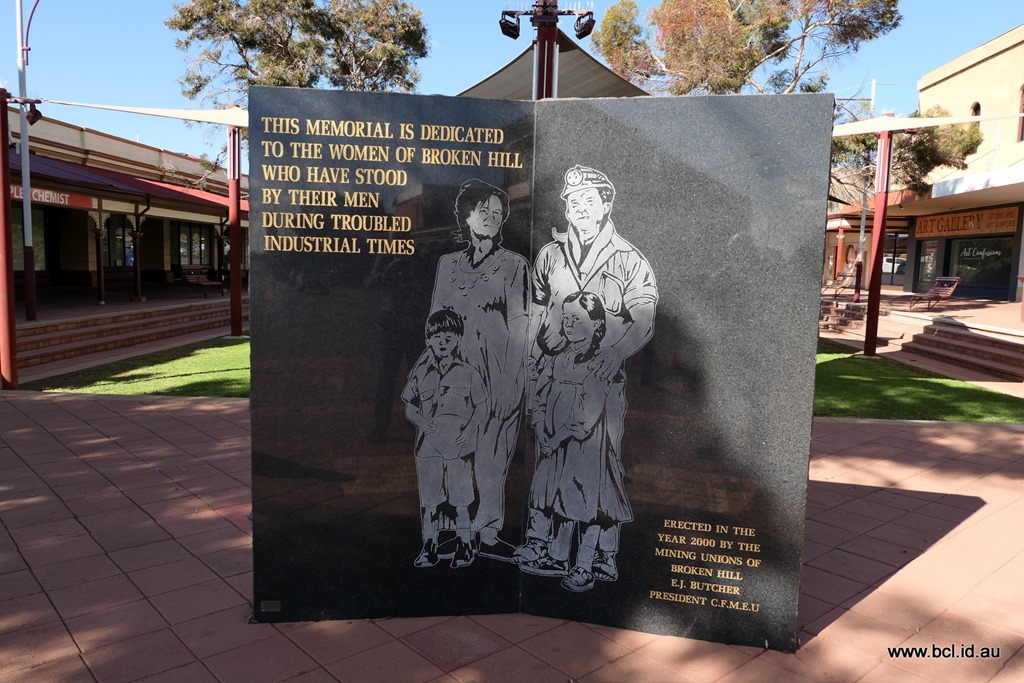 THIS MEMORIAL IS DEDICATED
TO THE WOMEN OF BROKEN HILL
WHO HAVE STOOD
BY THEIR MEN
DURING TROUBLED
INDUSTRIAL TIMES
ERECTED IN THE
YEAR 2000 BY THE
MINING UNIONS OF
BROKEN HILL
E.J. BUTCHER
PRESIDENT C.F.M.E.U
CHEMIST
ART GALLERY
Art Confessions
www.bcl.id.au